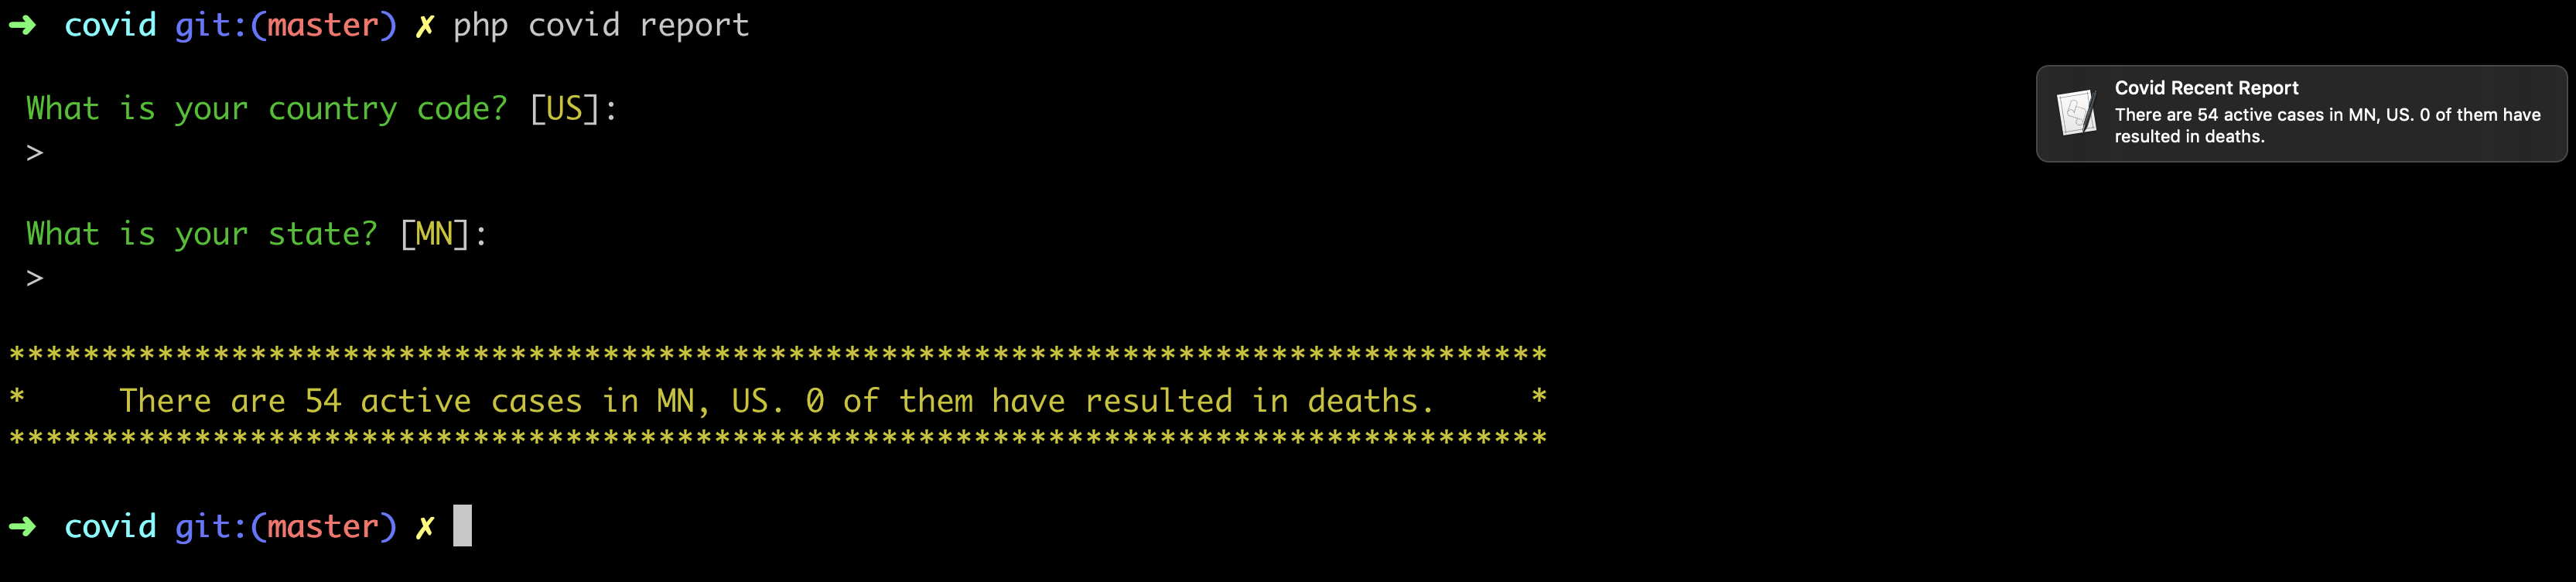 ➜ covid git:(master) ✗ php covid report
Covid Recent Report
There are 54 active cases in MN, US. 0 of them have
resulted in deaths.
What is your country code? [US]:
>
What is your state? [MN]:
>
***********************************************************************************
*     There are 54 active cases in MN, US. 0 of them have resulted in deaths.     *
***********************************************************************************
➜ covid git:(master) ✗